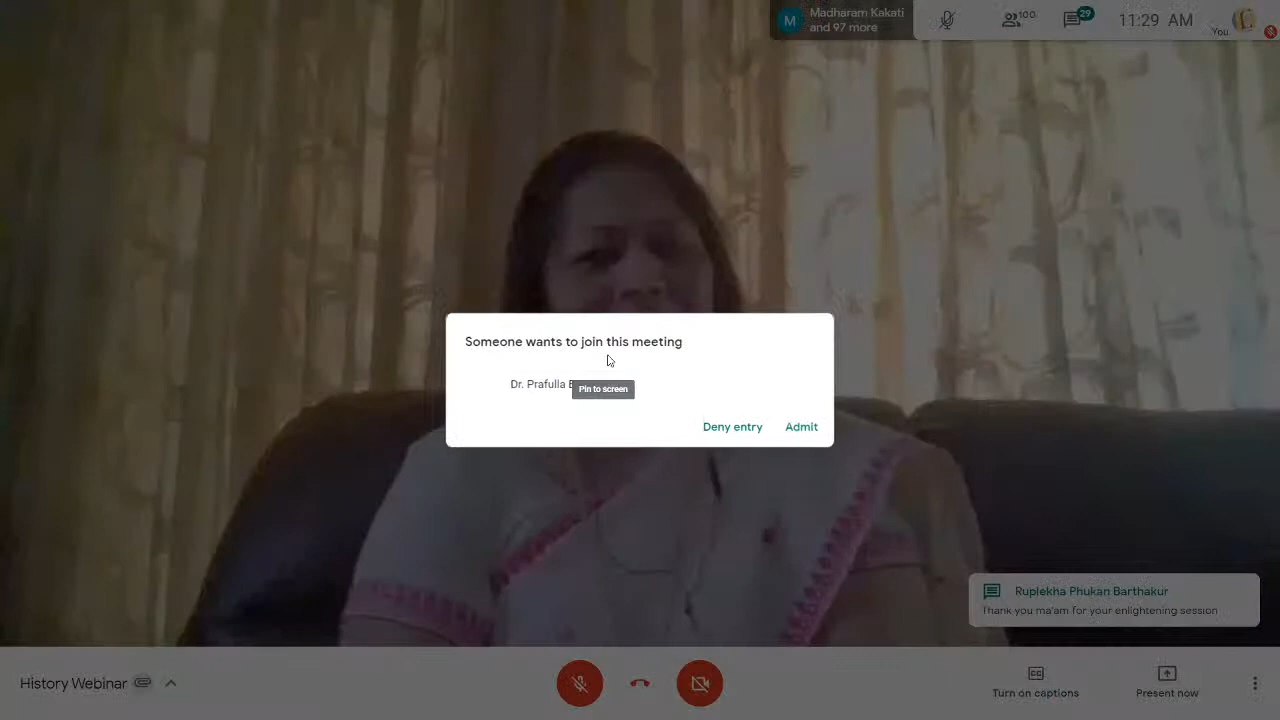 M
Madharam Kakati
and 97 more
100
29
11:29 AM
You
Someone wants to join this meeting
Dr. Prafulla
Pin to screen
Deny entry
Admit
Ruplekha Phukan Barthakur
Thank you ma'am for your enlightening session
History Webinar
CC
Turn on captions
Present now